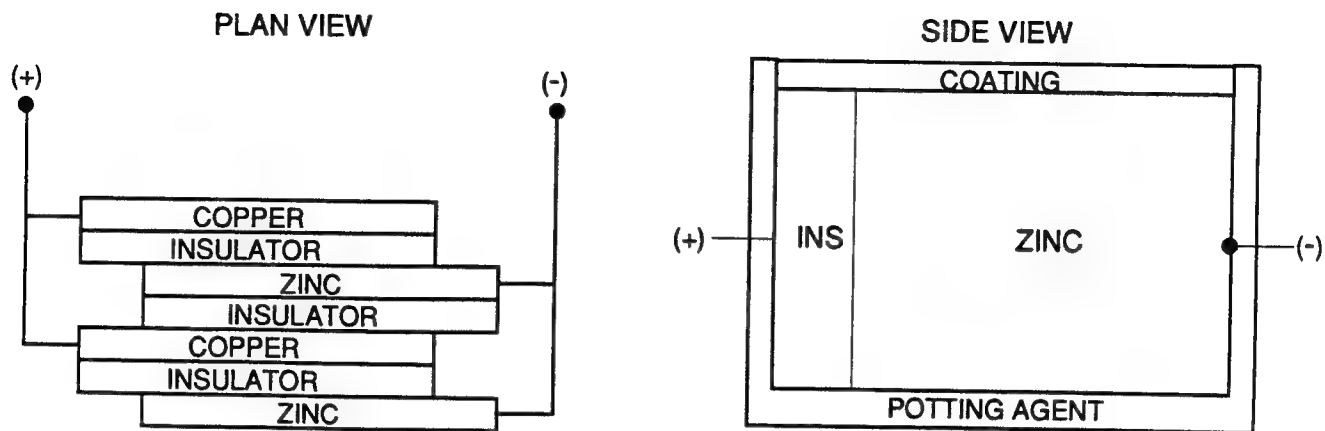 PLAN VIEW
(+)
(-)
COPPER
INSULATOR
ZINC
INSULATOR
COPPER
INSULATOR
ZINC
SIDE VIEW
COATING
(+)
INS
ZINC
(-)
POTTING AGENT